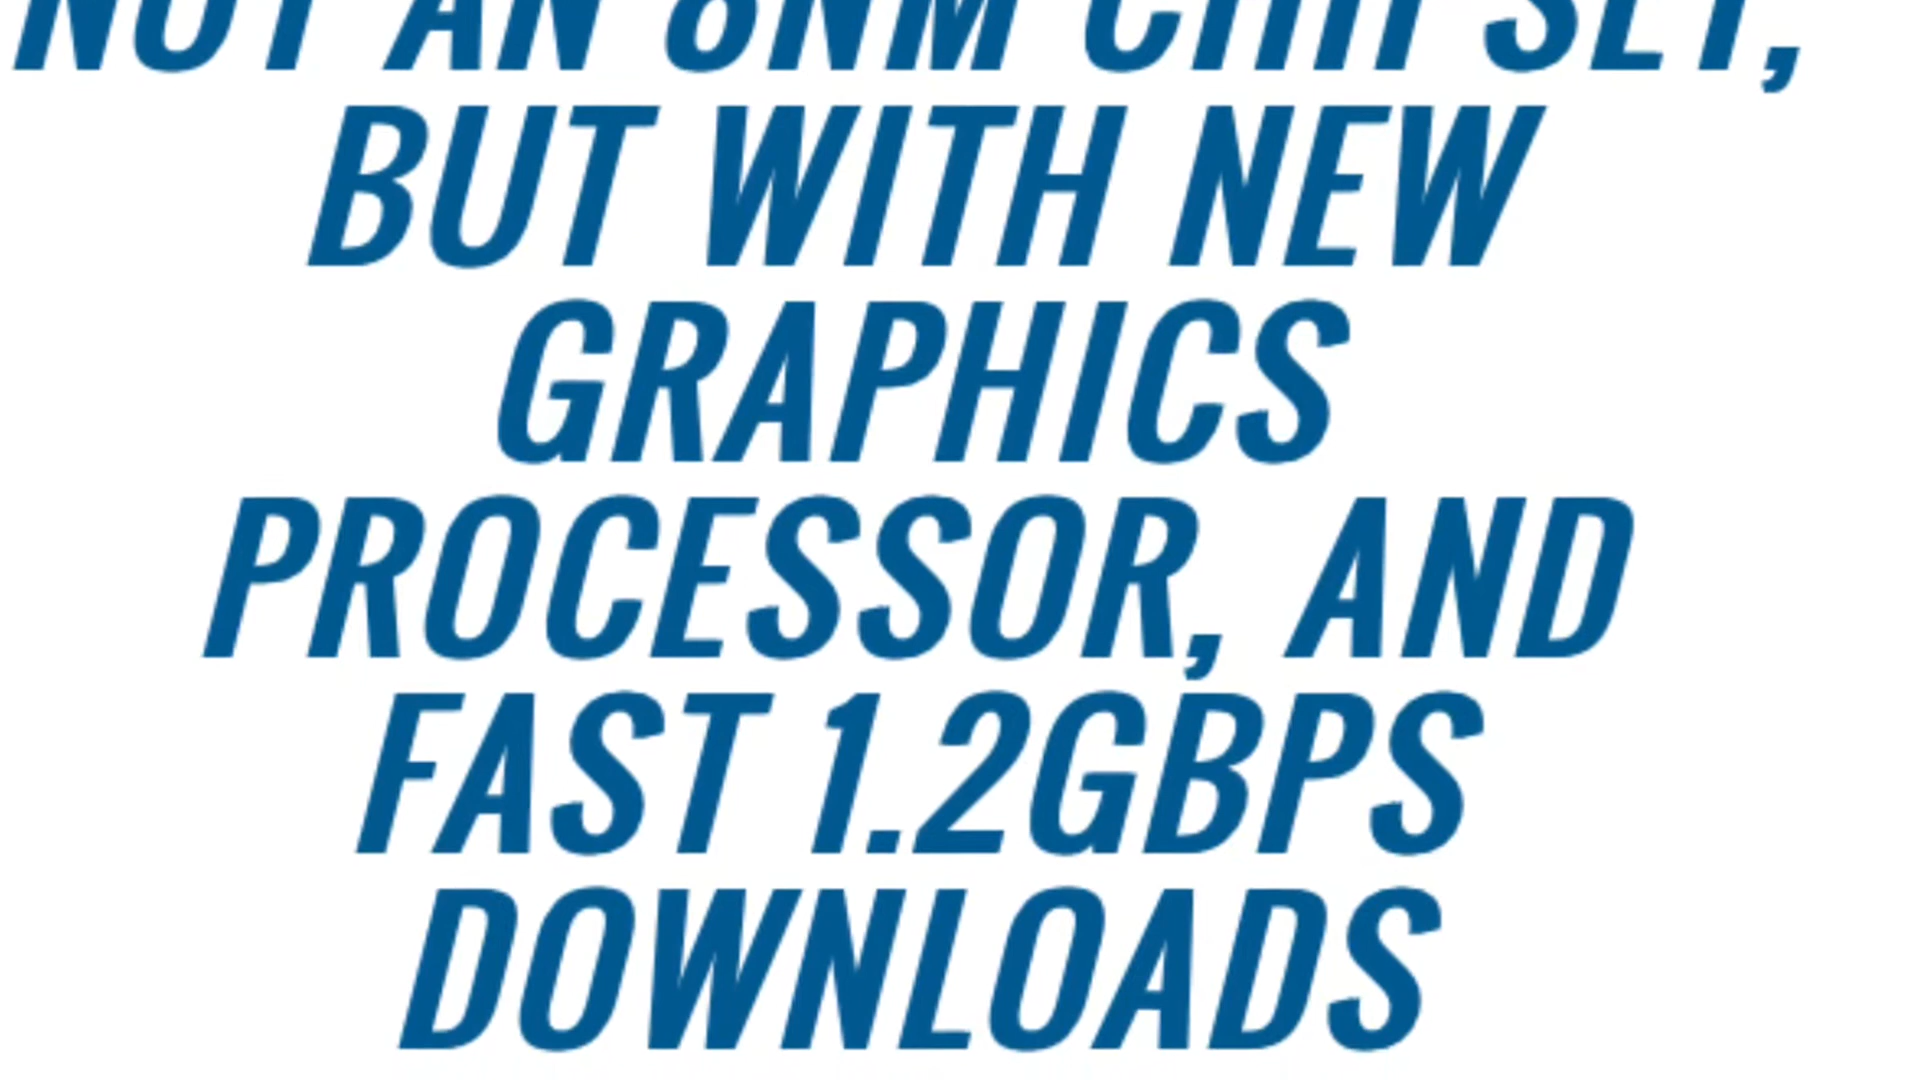 NOT AN 8NM CHIPSET,
BUT WITH NEW
GRAPHICS
PROCESSOR, AND
FAST 1.2GBPS
DOWNLOADS